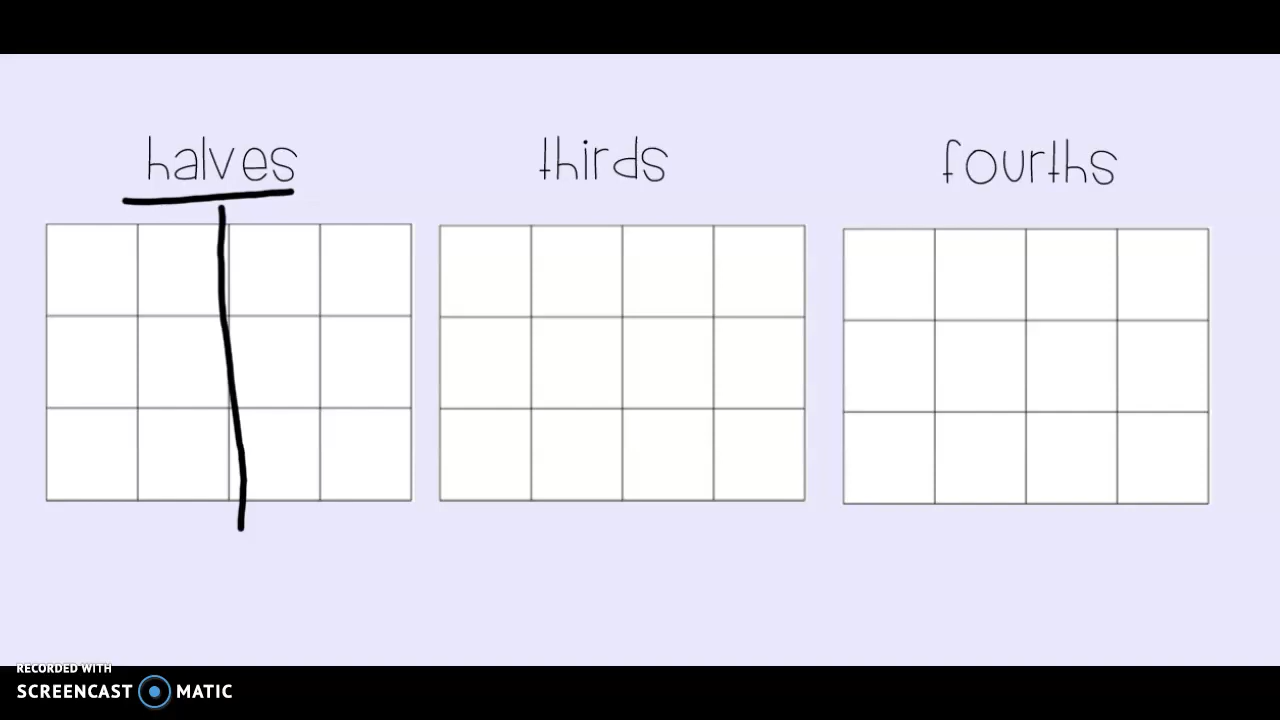 halves
thirds
fourths
RECORDED WITH
SCREENCAST MATIC